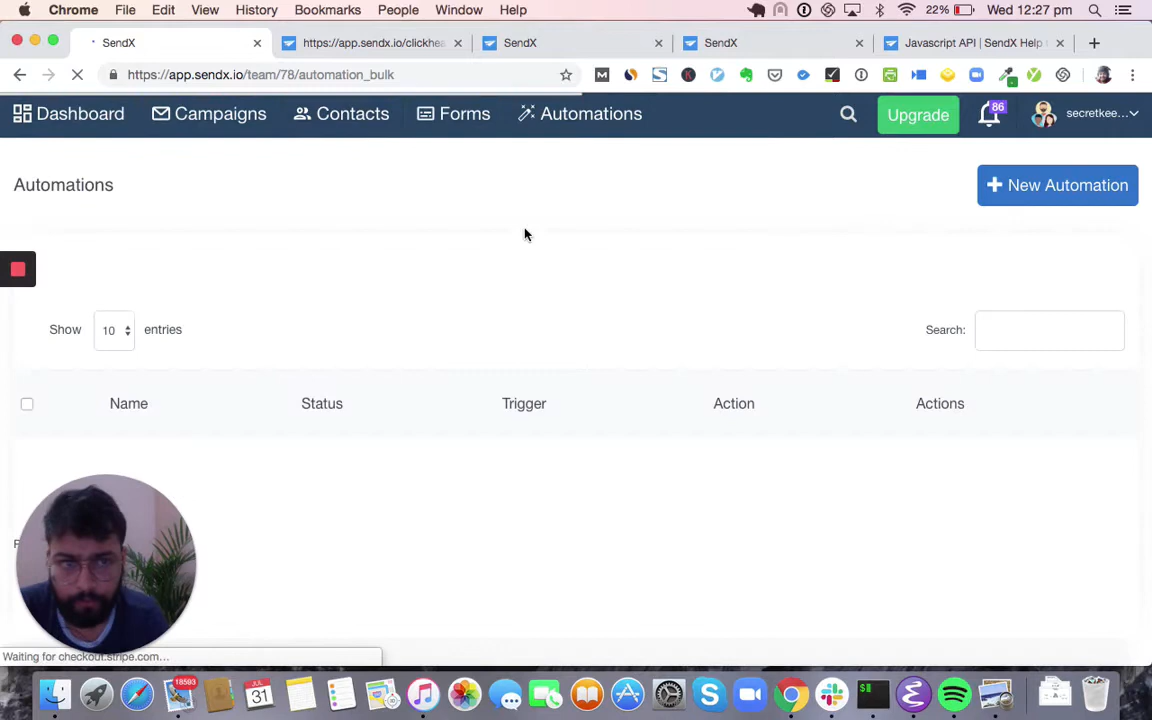 Chrome File Edit View History Bookmarks People Window Help 22% Wed 12:27 pm
SendX https://app.sendx.io/clickhea SendX SendX Javascript API | SendX Help
https://app.sendx.io/team/78/automation_bulk
Dashboard Campaigns Contacts Forms Automations Upgrade 86 secretkee...
Automations
New Automation
Show 10 entries
Search:
Name Status Trigger Action Actions
Waiting for checkout.stripe.com...
18593
31